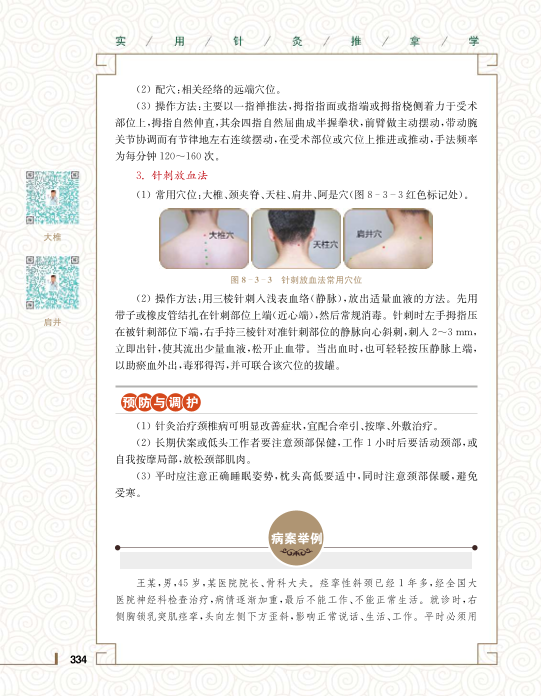 实 / 用 / 针 / 灸 / 推 / 拿 / 学
(2) 配穴:相关经络的远端穴位。
(3) 操作方法:主要以一指禅推法,拇指指面或指端或拇指桡侧着力于受术
部位上,拇指自然伸直,其余四指自然屈曲成半握拳状,前臂做主动摆动,带动腕
关节协调而有节律地左右连续摆动,在受术部位或穴位上推进或推动,手法频率
为每分钟 120~160 次。
3. 针刺放血法
(1) 常用穴位:大椎、颈夹脊、天柱、肩井、阿是穴(图 8-3-3 红色标记处)。
大椎
肩井
大椎穴
天柱穴
肩井穴
图 8-3-3 针刺放血法常用穴位
(2) 操作方法:用三棱针刺入浅表血络(静脉),放出适量血液的方法。先用
带子或橡皮管结扎在针刺部位上端(近心端),然后常规消毒。针刺时左手拇指压
在被针刺部位下端,右手持三棱针对准针刺部位的静脉向心斜刺,刺入 2~3 mm,
立即出针,使其流出少量血液,松开止血带。当出血时,也可轻轻按压静脉上端,
以助瘀血外出,毒邪得泻,并可联合该穴位的拔罐。
预防与调护
(1) 针灸治疗颈椎病可明显改善症状,宜配合牵引、按摩、外敷治疗。
(2) 长期伏案或低头工作者要注意颈部保健,工作 1 小时后要活动颈部,或
自我按摩局部,放松颈部肌肉。
(3) 平时应注意正确睡眠姿势,枕头高低要适中,同时注意颈部保暖,避免
受寒。
病案举例
王某,男,45 岁,某医院院长、骨科大夫。痉挛性斜颈已经 1 年多,经全国大
医院神经科检查治疗,病情逐渐加重,最后不能工作、不能正常生活。就诊时,右
侧胸锁乳突肌痉挛,头向左侧下方歪斜,影响正常说话、生活、工作。平时必须用
334